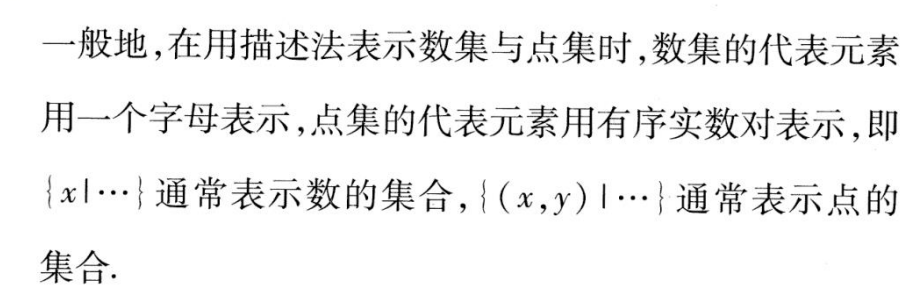 一般地,在用描述法表示数集与点集时,数集的代表元素
用一个字母表示,点集的代表元素用有序实数对表示,即
{x|…}通常表示数的集合,{(x,y)|…}通常表示点的
集合.